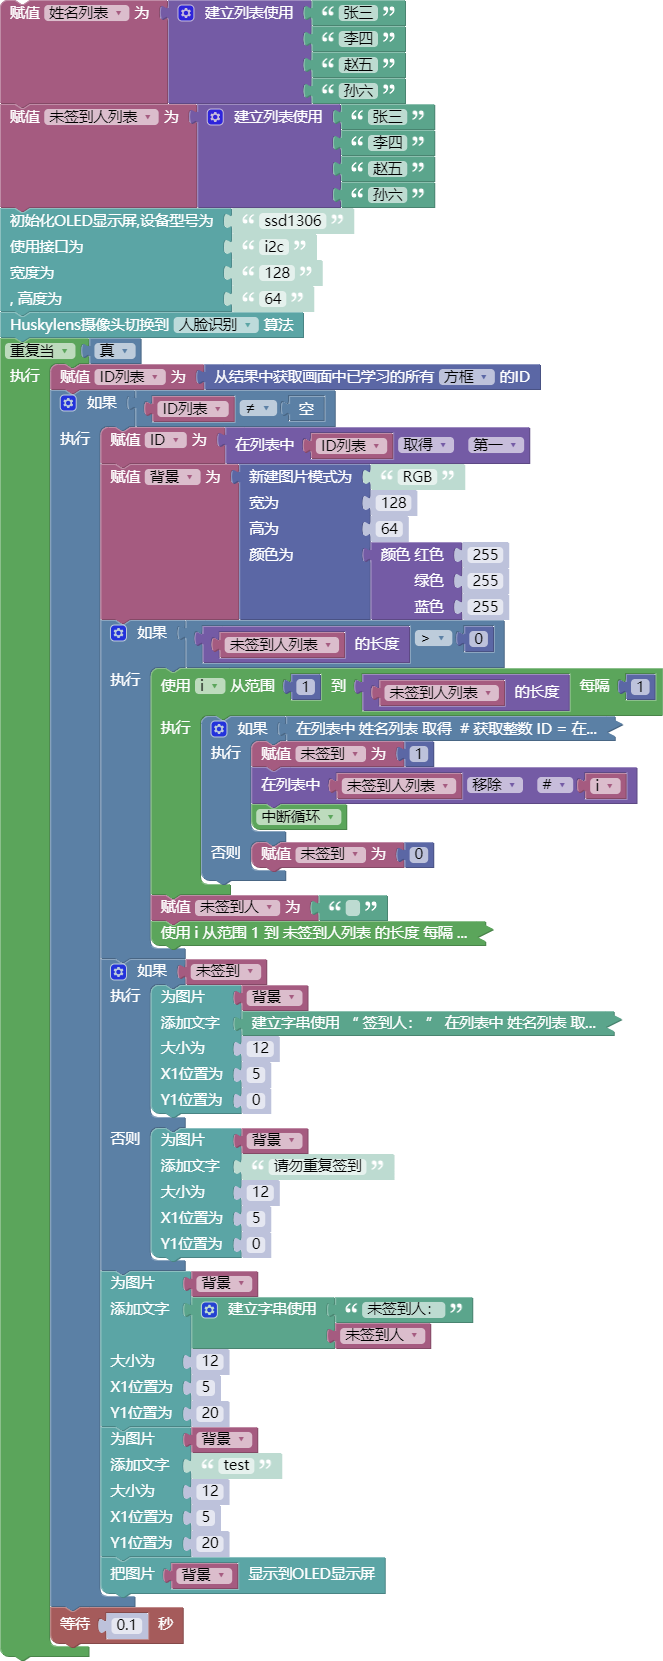 赋值 姓名列表 为 建立列表使用 “ 张三 ”
“ 李四 ”
“ 赵五 ”
“ 孙六 ”
赋值 未签到人列表 为 建立列表使用 “ 张三 ”
“ 李四 ”
“ 赵五 ”
“ 孙六 ”
初始化OLED显示屏,设备型号为 “ ssd1306 ”
使用接口为 “ i2c ”
宽度为 “ 128 ”
, 高度为 “ 64 ”
Huskylens摄像头切换到 人脸识别 算法
重复当 真
执行 赋值 ID列表 为 从结果中获取画面中已学习的所有 方框 的ID
如果 ID列表 ≠ 空
执行 赋值 ID 为 在列表中 ID列表 取得 第一
赋值 背景 为 新建图片模式为 “ RGB ”
宽为 128
高为 64
颜色为 颜色 红色 255
绿色 255
蓝色 255
如果 未签到人列表 的长度 > 0
执行 使用 i 从范围 1 到 未签到人列表 的长度 每隔 1
执行 如果 在列表中 姓名列表 取得 # 获取整数 ID = 在...
执行 赋值 未签到 为 1
在列表中 未签到人列表 移除 # i
中断循环
否则 赋值 未签到 为 0
赋值 未签到人 为 “ ”
使用 i 从范围 1 到 未签到人列表 的长度 每隔 ...
如果 未签到
执行 为图片 背景
添加文字 建立字串使用 “ 签到人： ” 在列表中 姓名列表 取...
大小为 12
X1位置为 5
Y1位置为 0
否则 为图片 背景
添加文字 “ 请勿重复签到 ”
大小为 12
X1位置为 5
Y1位置为 0
为图片 背景
添加文字 建立字串使用 “ 未签到人： ”
未签到人
大小为 12
X1位置为 5
Y1位置为 20
为图片 背景
添加文字 “ test ”
大小为 12
X1位置为 5
Y1位置为 20
把图片 背景 显示到OLED显示屏
等待 0.1 秒